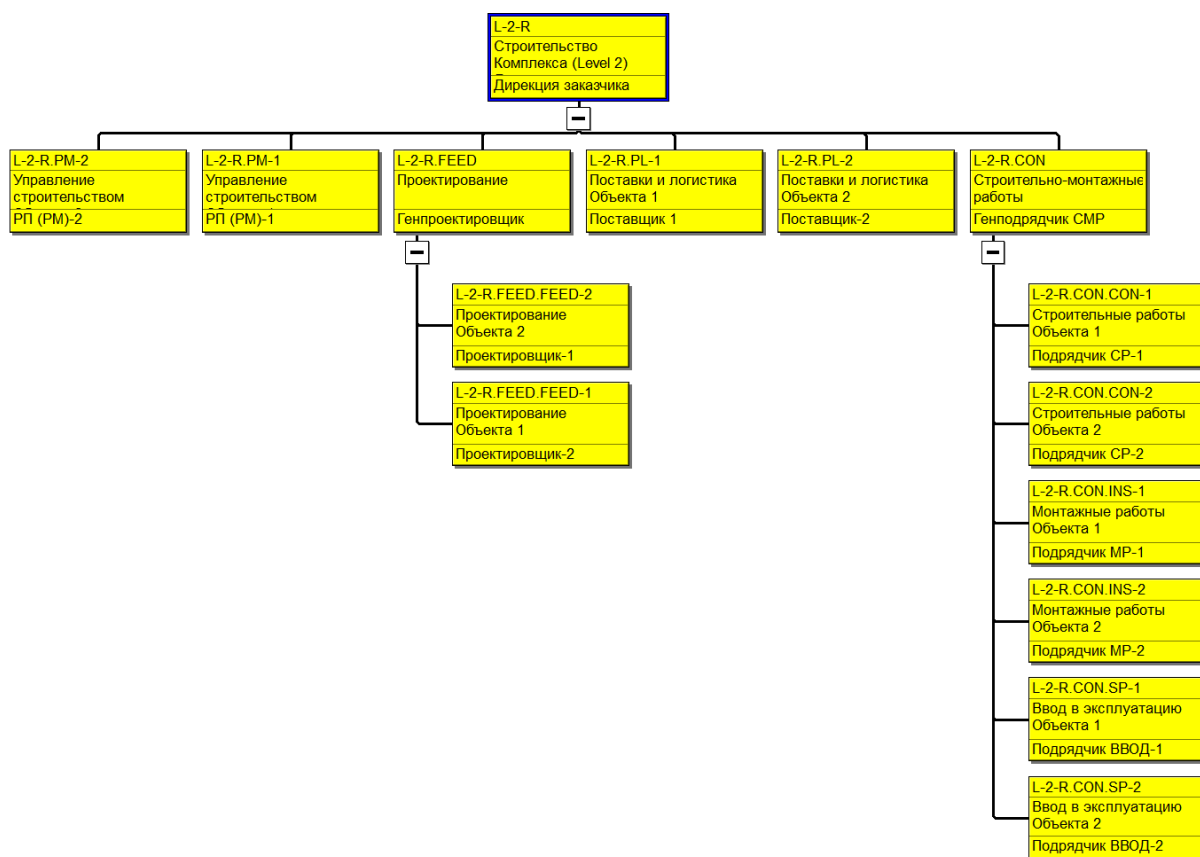 L-2-R
Строительство
Комплекса (Level 2)
Дирекция заказчика
L-2-R.PM-2
Управление
строительством
РП (PM)-2
L-2-R.PM-1
Управление
строительством
РП (PM)-1
L-2-R.FEED
Проектирование
Генпроектировщик
L-2-R.PL-1
Поставки и логистика
Объекта 1
Поставщик 1
L-2-R.PL-2
Поставки и логистика
Объекта 2
Поставщик-2
L-2-R.CON
Строительно-монтажные
работы
Генподрядчик СМР
L-2-R.FEED.FEED-2
Проектирование
Объекта 2
Проектировщик-1
L-2-R.FEED.FEED-1
Проектирование
Объекта 1
Проектировщик-2
L-2-R.CON.CON-1
Строительные работы
Объекта 1
Подрядчик СР-1
L-2-R.CON.CON-2
Строительные работы
Объекта 2
Подрядчик СР-2
L-2-R.CON.INS-1
Монтажные работы
Объекта 1
Подрядчик МР-1
L-2-R.CON.INS-2
Монтажные работы
Объекта 2
Подрядчик МР-2
L-2-R.CON.SP-1
Ввод в эксплуатацию
Объекта 1
Подрядчик ВВОД-1
L-2-R.CON.SP-2
Ввод в эксплуатацию
Объекта 2
Подрядчик ВВОД-2